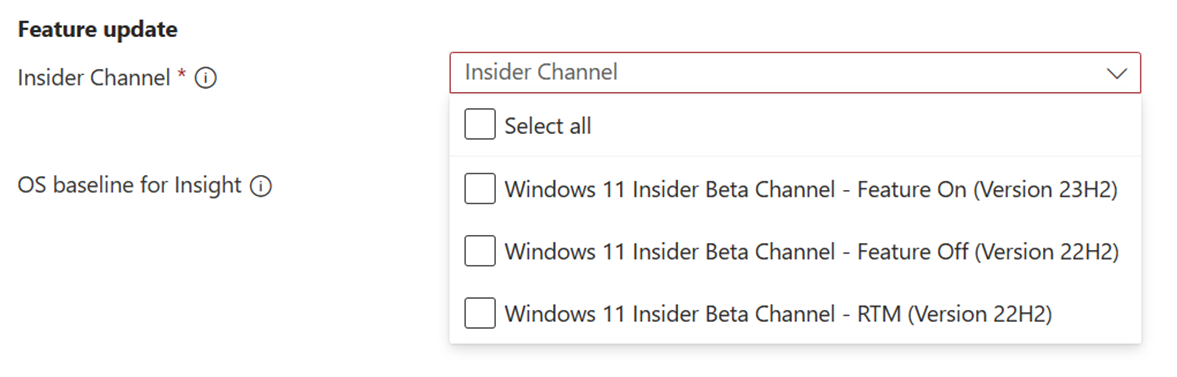 Feature update
Insider Channel *
Insider Channel
Select all
OS baseline for Insight
Windows 11 Insider Beta Channel - Feature On (Version 23H2)
Windows 11 Insider Beta Channel - Feature Off (Version 22H2)
Windows 11 Insider Beta Channel - RTM (Version 22H2)